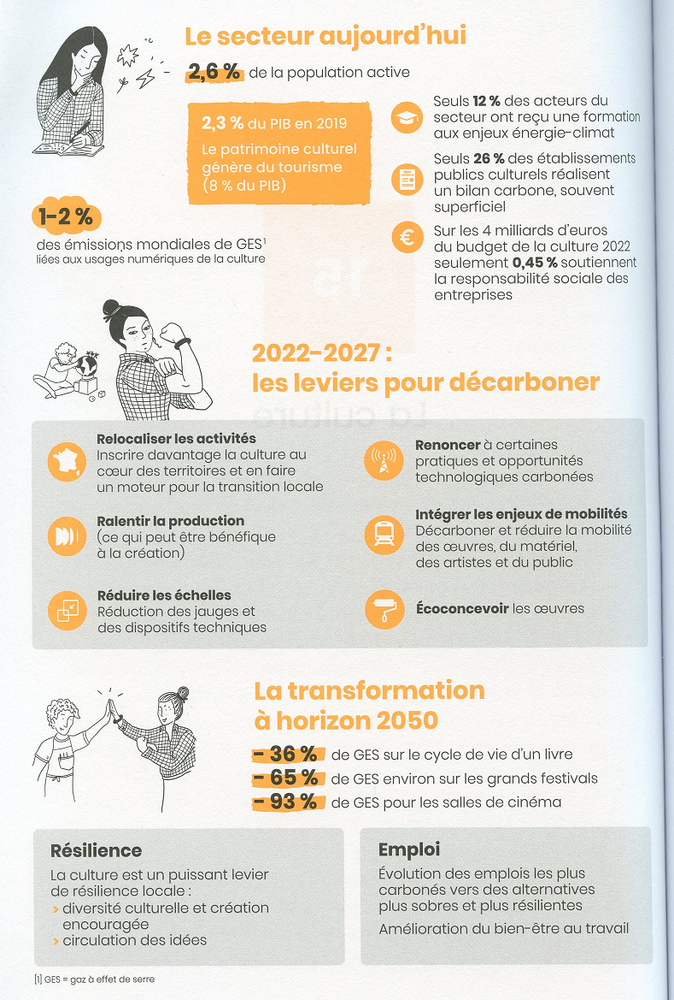 Le secteur aujourd'hui
2,6 % de la population active
2,3 % du PIB en 2019
Le patrimoine culturel
génère du tourisme
(8 % du PIB)
1-2 %
des émissions mondiales de GES¹
liées aux usages numériques de la culture
°C
Seuls 12 % des acteurs du
secteur ont reçu une formation
aux enjeux énergie-climat
Seuls 26 % des établissements
publics culturels réalisent
un bilan carbone, souvent
superficiel
€
Sur les 4 milliards d'euros
du budget de la culture 2022
seulement 0,45 % soutiennent
la responsabilité sociale des
entreprises
15
2022-2027 :
les leviers pour décarboner
La culture
Relocaliser les activités
Inscrire davantage la culture au
cœur des territoires et en faire
un moteur pour la transition locale
Ralentir la production
(ce qui peut être bénéfique
à la création)
Réduire les échelles
Réduction des jauges et
des dispositifs techniques
Renoncer à certaines
pratiques et opportunités
technologiques carbonées
Intégrer les enjeux de mobilités
Décarboner et réduire la mobilité
des œuvres, du matériel,
des artistes et du public
Écoconcevoir les œuvres
La transformation
à horizon 2050
- 36 % de GES sur le cycle de vie d'un livre
- 65 % de GES environ sur les grands festivals
- 93 % de GES pour les salles de cinéma
Résilience
La culture est un puissant levier
de résilience locale :
› diversité culturelle et création
encouragée
› circulation des idées
Emploi
Évolution des emplois les plus
carbonés vers des alternatives
plus sobres et plus résilientes
Amélioration du bien-être au travail
[1] GES = gaz à effet de serre